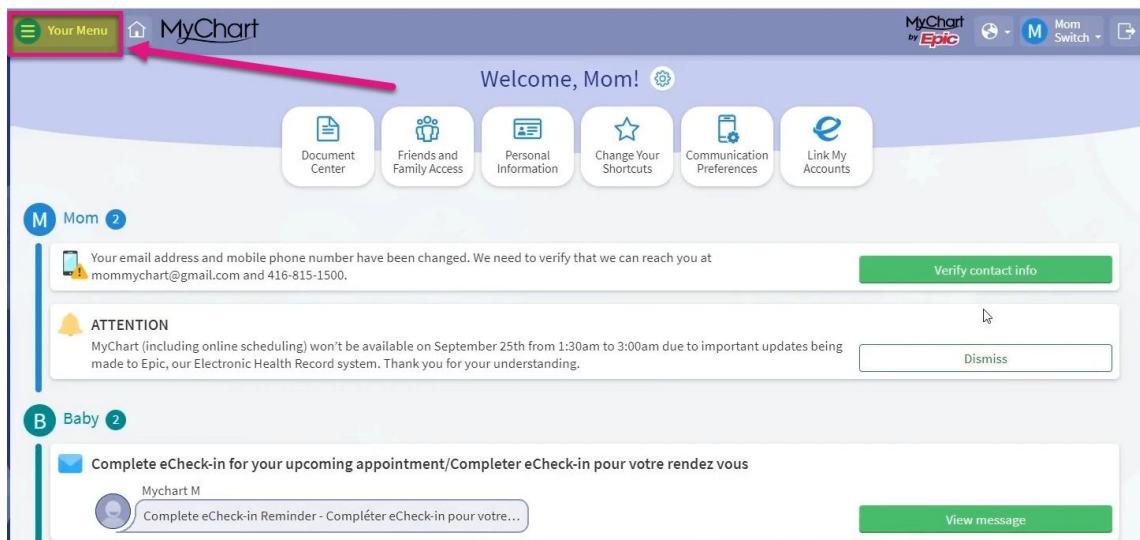 Your Menu
MyChart
MyChart
by Epic
M
Mom
Switch
Welcome, Mom!
Document
Center
Friends and
Family Access
Personal
Information
Change Your
Shortcuts
Communication
Preferences
Link My
Accounts
M Mom 2
Your email address and mobile phone number have been changed. We need to verify that we can reach you at
mommychart@gmail.com and 416-815-1500.
Verify contact info
ATTENTION
MyChart (including online scheduling) won't be available on September 25th from 1:30am to 3:00am due to important updates being
made to Epic, our Electronic Health Record system. Thank you for your understanding.
Dismiss
B Baby 2
Complete eCheck-in for your upcoming appointment/Completer eCheck-in pour votre rendez vous
Mychart M
Complete eCheck-in Reminder - Compléter eCheck-in pour votre...
View message